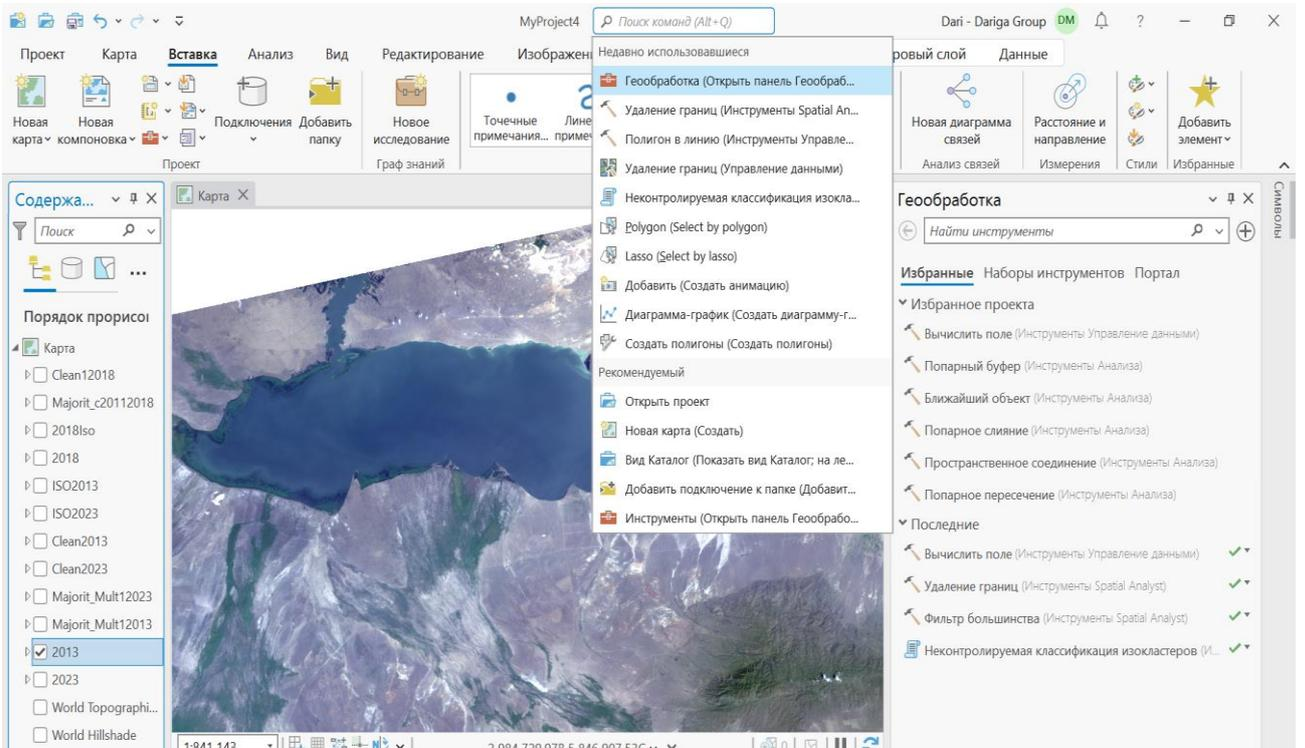 MyProject4
Поиск команд (Alt+Q)
Dari - Dariga Group
DM
?
Проект
Карта
Вставка
Анализ
Вид
Редактирование
Изображен
ровый слой
Данные
Новая карта
Новая компоновка
Подключения
Добавить папку
Проект
Новое исследование
Граф знаний
Точечные примечания...
Лине примеч
Новая диаграмма связей
Анализ связей
Расстояние и направление
Измерения
Стили
Добавить элемент
Избранные
Недавно использовавшиеся
Геообработка (Открыть панель Геообраб...
Удаление границ (Инструменты Spatial An...
Полигон в линию (Инструменты Управле...
Удаление границ (Управление данными)
Неконтролируемая классификация изокла...
Polygon (Select by polygon)
Lasso (Select by lasso)
Добавить (Создать анимацию)
Диаграмма-график (Создать диаграмму-г...
Создать полигоны (Создать полигоны)
Рекомендуемый
Открыть проект
Новая карта (Создать)
Вид Каталог (Показать вид Каталог; на ле...
Добавить подключение к папке (Добавит...
Инструменты (Открыть панель Геообрабо...
Содержа...
Поиск
...
Порядок прорисов
Карта
Clean12018
Majorit_c20112018
2018Iso
2018
ISO2013
ISO2023
Clean2013
Clean2023
Majorit_Mult12023
Majorit_Mult12013
2013
2023
World Topographi...
World Hillshade
Карта
1:841 143
Геообработка
Найти инструменты
Избранные
Наборы инструментов
Портал
Избранное проекта
Вычислить поле (Инструменты Управление данными)
Попарный буфер (Инструменты Анализа)
Ближайший объект (Инструменты Анализа)
Попарное слияние (Инструменты Анализа)
Пространственное соединение (Инструменты Анализа)
Попарное пересечение (Инструменты Анализа)
Последние
Вычислить поле (Инструменты Управление данными)
Удаление границ (Инструменты Spatial Analyst)
Фильтр большинства (Инструменты Spatial Analyst)
Неконтролируемая классификация изокластеров (И...
Символы